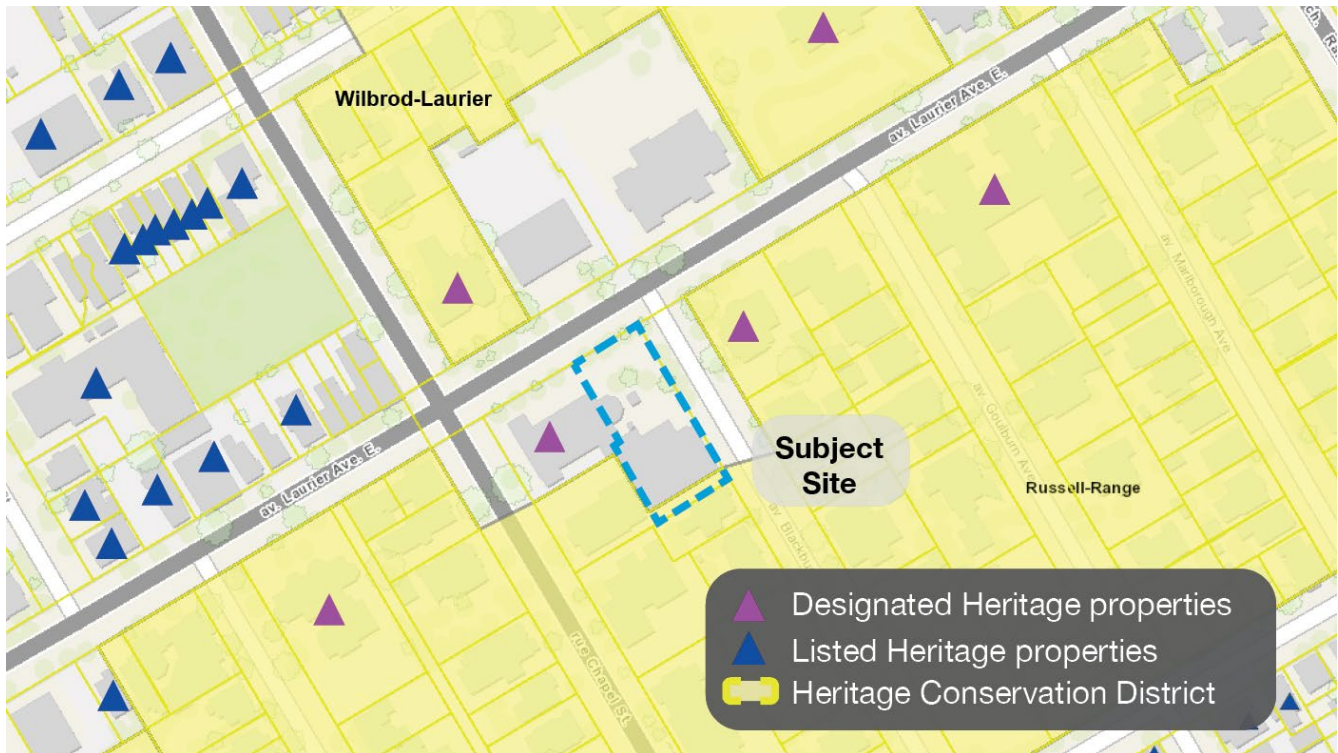 Wilbrod-Laurier
av. Laurier Ave. E.
av. Marlborough Ave
av. Goulburn Ave
Subject
Site
Russell-Range
av. Laurier Ave. E.
rue Chapel St.
Designated Heritage properties
Listed Heritage properties
Heritage Conservation District